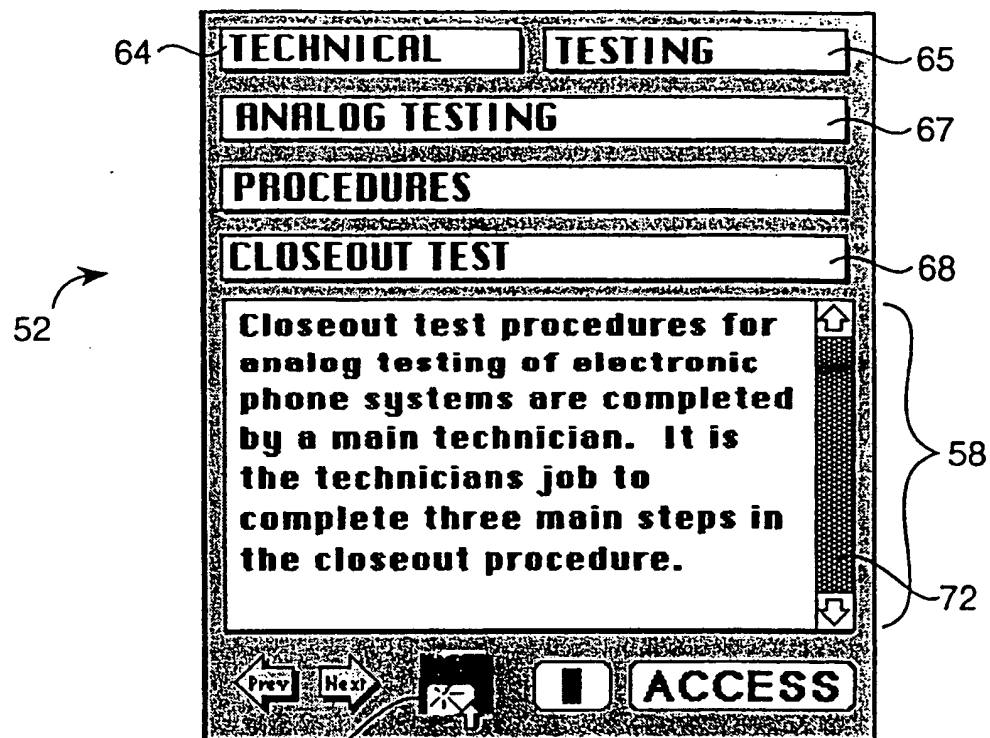 64 TECHNICAL TESTING 65
ANALOG TESTING 67
PROCEDURES
CLOSEOUT TEST 68
52
Closeout test procedures for
analog testing of electronic
phone systems are completed
by a main technician. It is
the technicians job to
complete three main steps in
the closeout procedure.
58
72
Prev Next ACCESS